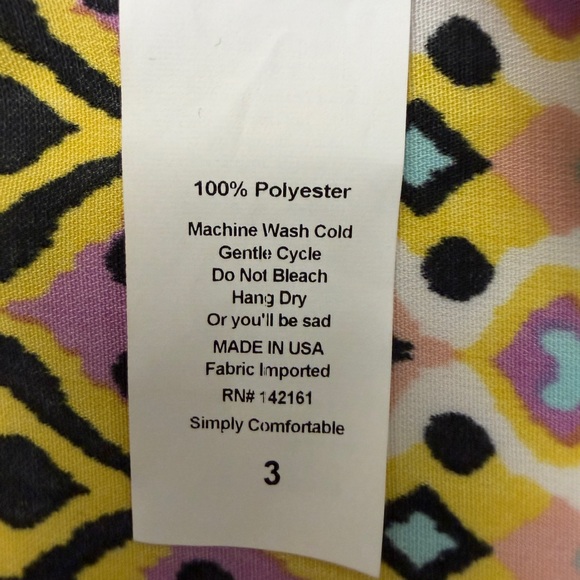 100% Polyester
Machine Wash Cold
Gentle Cycle
Do Not Bleach
Hang Dry
Or you'll be sad
MADE IN USA
Fabric Imported
RN# 142161
Simply Comfortable
3